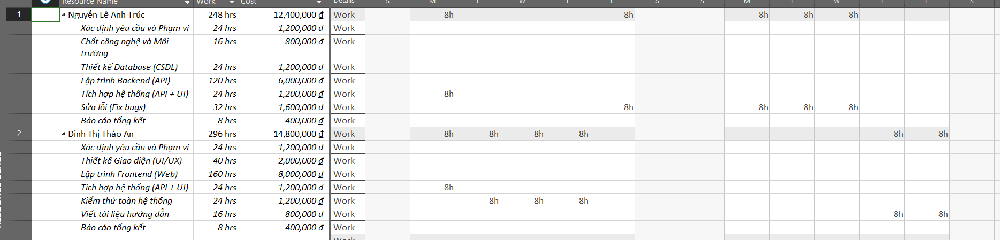 Resource Name Work Cost Details S M T W T F S S M T W T F S
1 Nguyễn Lê Anh Trúc 248 hrs 12,400,000 ₫ Work 8h 8h 8h 8h 8h
Xác định yêu cầu và Phạm vi 24 hrs 1,200,000 ₫ Work
Chốt công nghệ và Môi 16 hrs 800,000 ₫ Work
trường
Thiết kế Database (CSDL) 24 hrs 1,200,000 ₫ Work
Lập trình Backend (API) 120 hrs 6,000,000 ₫ Work
Tích hợp hệ thống (API + UI) 24 hrs 1,200,000 ₫ Work 8h
Sửa lỗi (Fix bugs) 32 hrs 1,600,000 ₫ Work 8h 8h 8h 8h
Báo cáo tổng kết 8 hrs 400,000 ₫ Work
2 Đinh Thị Thảo An 296 hrs 14,800,000 ₫ Work 8h 8h 8h 8h 8h 8h
Xác định yêu cầu và Phạm vi 24 hrs 1,200,000 ₫ Work
Thiết kế Giao diện (UI/UX) 40 hrs 2,000,000 ₫ Work
Lập trình Frontend (Web) 160 hrs 8,000,000 ₫ Work
Tích hợp hệ thống (API + UI) 24 hrs 1,200,000 ₫ Work 8h
Kiểm thử toàn hệ thống 24 hrs 1,200,000 ₫ Work 8h 8h 8h
Viết tài liệu hướng dẫn 16 hrs 800,000 ₫ Work 8h 8h
Báo cáo tổng kết 8 hrs 400,000 ₫ Work
Work